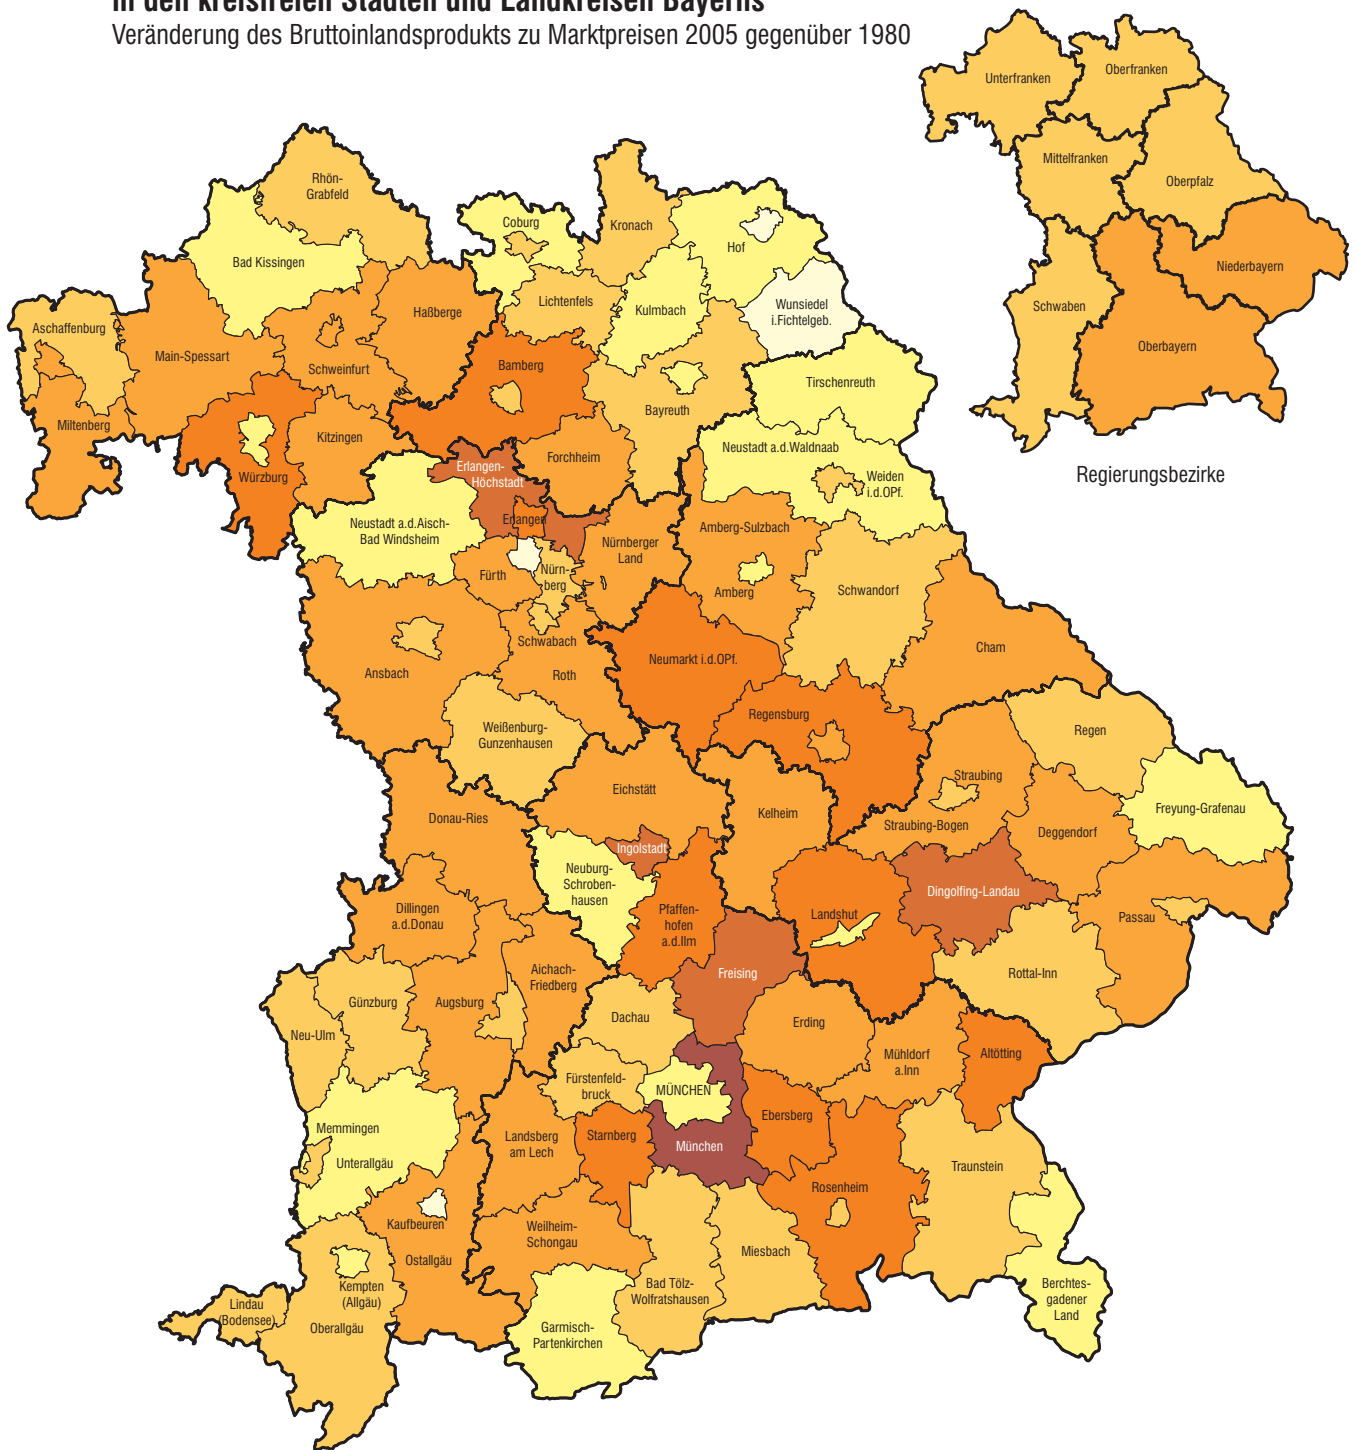 in den kreisfreien Städten und Landkreisen Bayerns
Veränderung des Bruttoinlandsprodukts zu Marktpreisen 2005 gegenüber 1980
Unterfranken
Oberfranken
Mittelfranken
Oberpfalz
Niederbayern
Schwaben
Oberbayern
Regierungsbezirke
Rhön-
Grabfeld
Bad Kissingen
Coburg
Kronach
Hof
Lichtenfels
Kulmbach
Wunsiedel
i.Fichtelgeb.
Aschaffenburg
Main-Spessart
Haßberge
Schweinfurt
Bamberg
Tirschenreuth
Bayreuth
Miltenberg
Kitzingen
Würzburg
Forchheim
Neustadt a.d.Waldnaab
Weiden
i.d.OPf.
Erlangen-
Höchstadt
Erlangen
Neustadt a.d.Aisch-
Bad Windsheim
Nürnberger
Land
Amberg-Sulzbach
Amberg
Fürth
Nürn-
berg
Schwandorf
Schwabach
Roth
Ansbach
Neumarkt i.d.OPf.
Cham
Weißenburg-
Gunzenhausen
Regensburg
Regen
Straubing
Freyung-Grafenau
Eichstätt
Kelheim
Donau-Ries
Straubing-Bogen
Deggendorf
Ingolstadt
Neuburg-
Schroben-
hausen
Dingolfing-Landau
Dillingen
a.d.Donau
Pfaffen-
hofen
a.d.Ilm
Landshut
Passau
Aichach-
Friedberg
Freising
Rottal-Inn
Günzburg
Augsburg
Dachau
Erding
Neu-Ulm
Mühldorf
a.Inn
Altötting
Fürstenfeld-
bruck
MÜNCHEN
Ebersberg
Memmingen
Unterallgäu
Landsberg
am Lech
Starnberg
München
Traunstein
Rosenheim
Kaufbeuren
Ostallgäu
Weilheim-
Schongau
Miesbach
Kempten
(Allgäu)
Bad Tölz-
Wolfratshausen
Berchtes-
gadener
Land
Lindau
(Bodensee)
Oberallgäu
Garmisch-
Partenkirchen